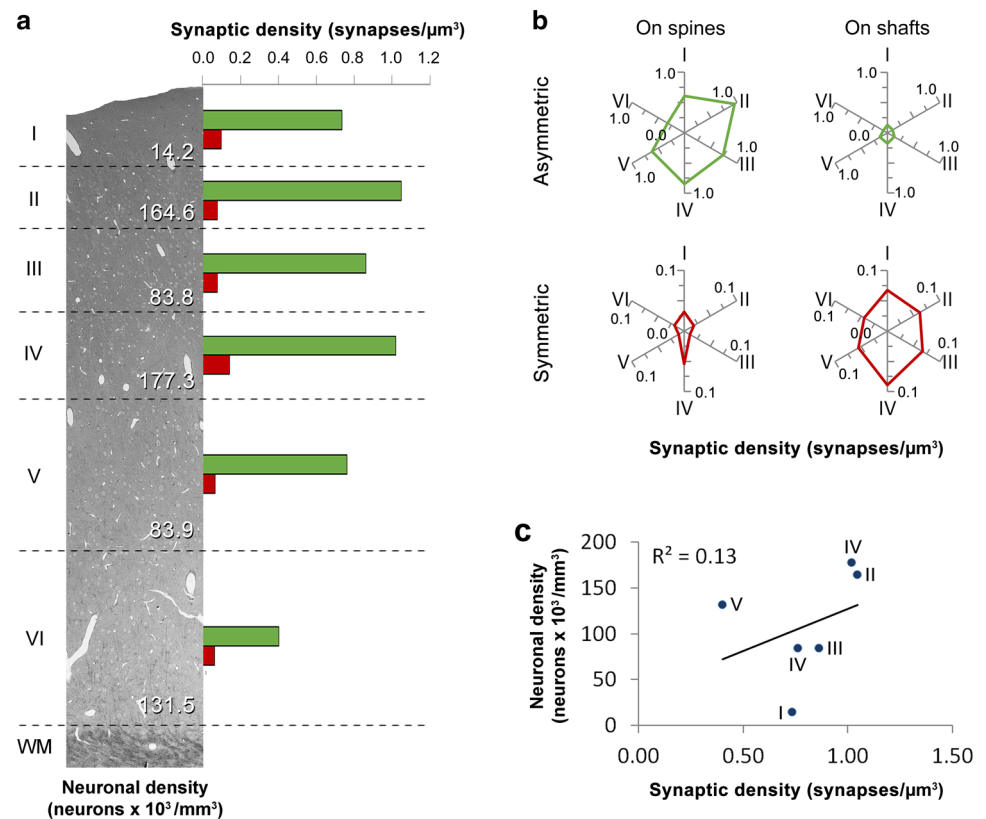 a
Synaptic density (synapses/µm³)
0.0 0.2 0.4 0.6 0.8 1.0 1.2
I
14.2
II
164.6
III
83.8
IV
177.3
V
83.9
VI
131.5
WM
Neuronal density
(neurons x 10³/mm³)
b
On spines
On shafts
Asymmetric
I
1.0
1.0 II
VI
1.0
0.0
V
1.0
1.0
III
1.0
IV
I
1.0
1.0
II
VI
1.0
0.0
V
1.0
1.0
III
1.0
IV
Symmetric
I
0.1
0.1
II
VI
0.1
0.0
V
0.1
0.1
III
0.1
IV
I
0.1
0.1
II
VI
0.1
0.0
V
0.1
0.1
III
0.1
IV
Synaptic density (synapses/µm³)
c
Neuronal density
(neurons x 10³/mm³)
200
150
100
50
0
R² = 0.13
IV
II
V
IV
III
I
0.00 0.50 1.00 1.50
Synaptic density (synapses/µm³)